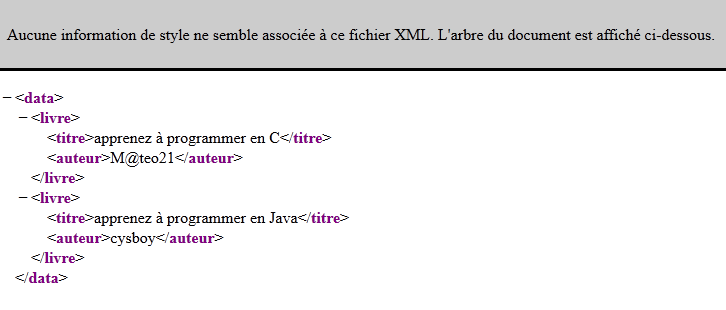 Aucune information de style ne semble associée à ce fichier XML. L'arbre du document est affiché ci-dessous.
−<data>
−<livre>
<titre>apprenez à programmer en C</titre>
<auteur>M@teo21</auteur>
</livre>
−<livre>
<titre>apprenez à programmer en Java</titre>
<auteur>cysboy</auteur>
</livre>
</data>